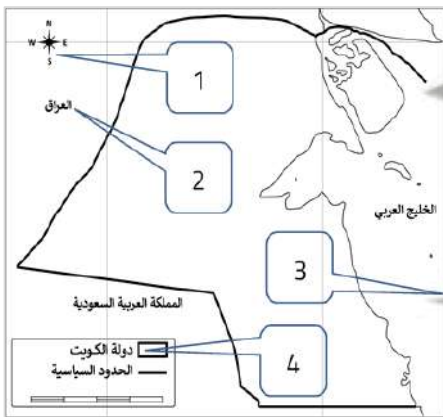 N
W E
S
1
العراق
2
الخليج العربي
3
المملكة العربية السعودية
دولة الكويت
4
الحدود السياسية